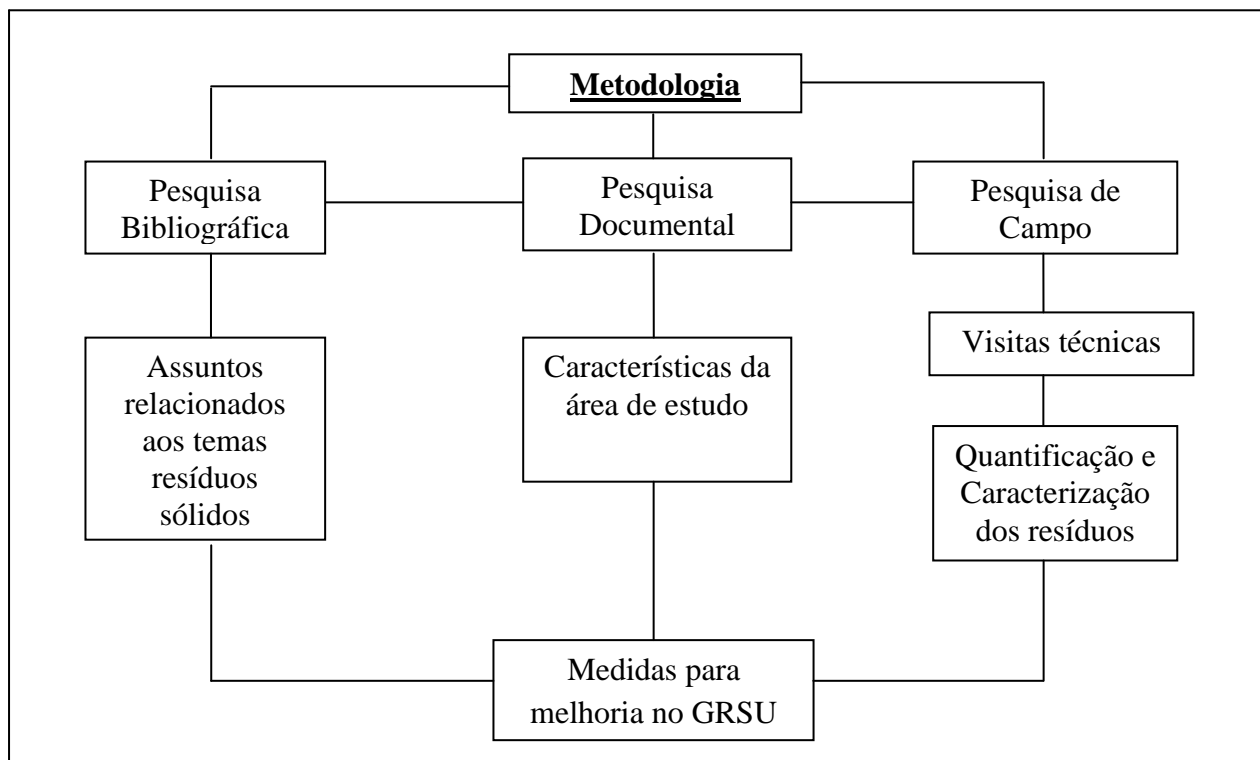 Metodologia
Pesquisa
Bibliográfica
Pesquisa
Documental
Pesquisa de
Campo
Assuntos
relacionados
aos temas
resíduos
sólidos
Características da
área de estudo
Visitas técnicas
Quantificação e
Caracterização
dos resíduos
Medidas para
melhoria no GRSU